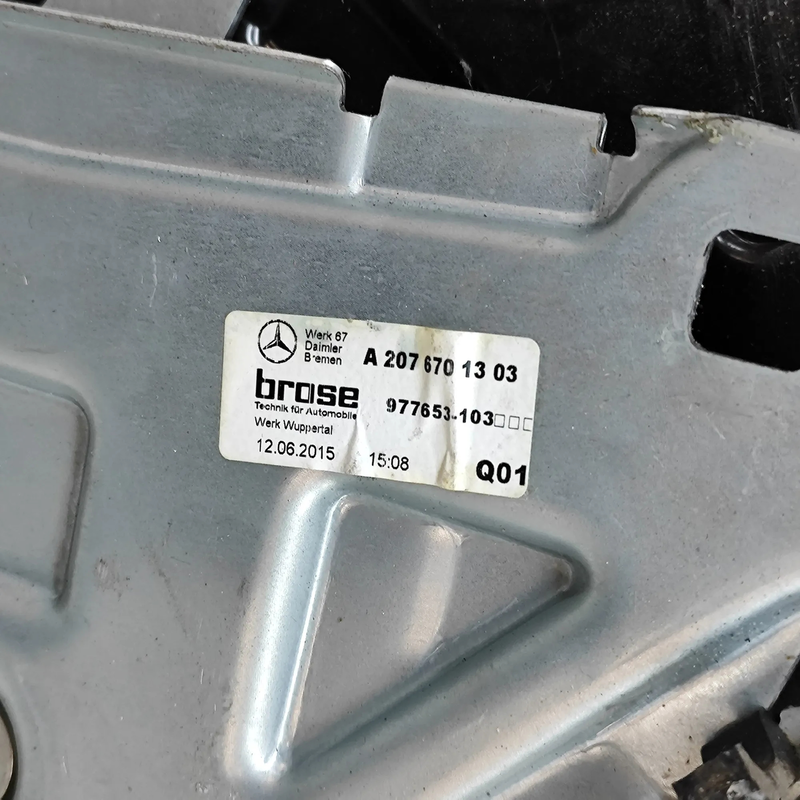 Werk 67
Daimler
Bremen
A 207 670 13 03
brose
Technik für Automobile
977653-103□□□
Werk Wuppertal
12.06.2015 15:08
Q01